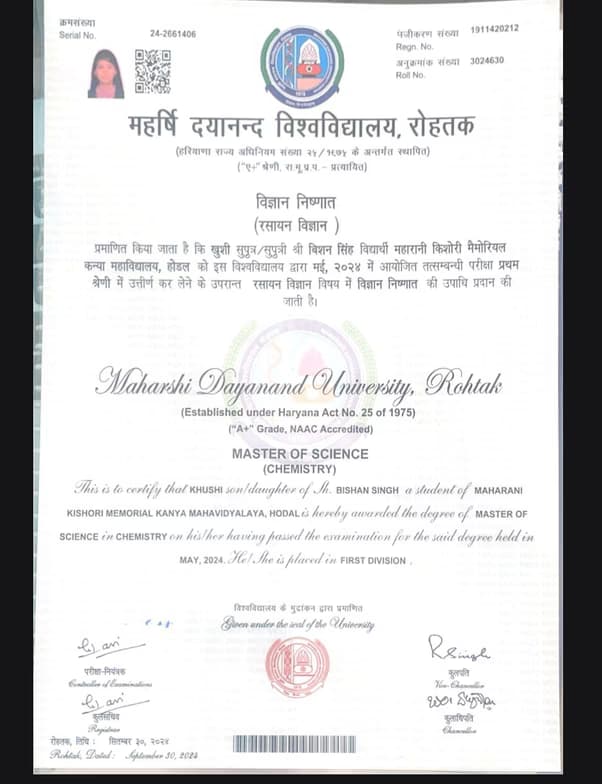 क्रमसंख्या
Serial No. 24-2661406
पंजीकरण संख्या 1911420212
Regn. No.
अनुक्रमांक संख्या 3024630
Roll No.
महर्षि दयानन्द विश्वविद्यालय, रोहतक
(हरियाणा राज्य अधिनियम संख्या २५/१९७५ के अन्तर्गत स्थापित)
("ए+" श्रेणी, रा.मू.प्र.प.- प्रत्यायित)
विज्ञान निष्णात
(रसायन विज्ञान )
प्रमाणित किया जाता है कि खुशी सुपुत्र/सुपुत्री श्री बिशन सिंह विद्यार्थी महारानी किशोरी मैमोरियल
कन्या महाविद्यालय, होडल को इस विश्वविद्यालय द्वारा मई, २०२४ में आयोजित तत्सम्बन्धी परीक्षा प्रथम
श्रेणी में उत्तीर्ण कर लेने के उपरान्त रसायन विज्ञान विषय में विज्ञान निष्णात की उपाधि प्रदान की
जाती है।
Maharshi Dayanand University, Rohtak
(Established under Haryana Act No. 25 of 1975)
("A+" Grade, NAAC Accredited)
MASTER OF SCIENCE
(CHEMISTRY)
This is to certify that KHUSHI son/daughter of Sh. BISHAN SINGH a student of MAHARANI
KISHORI MEMORIAL KANYA MAHAVIDYALAYA, HODAL is hereby awarded the degree of MASTER OF
SCIENCE in CHEMISTRY on his/her having passed the examination for the said degree held in
MAY, 2024. He/She is placed in FIRST DIVISION .
विश्वविद्यालय के मुद्रांकन द्वारा प्रमाणित
Given under the seal of the University
परीक्षा-नियंत्रक
Controller of Examinations
कुलसचिव
Registrar
RSingh
कुलपति
Vice-Chancellor
कुलाधिपति
Chancellor
रोहतक, तिथि : सितम्बर ३०, २०२४
Rohtak, Dated : September 30, 2024